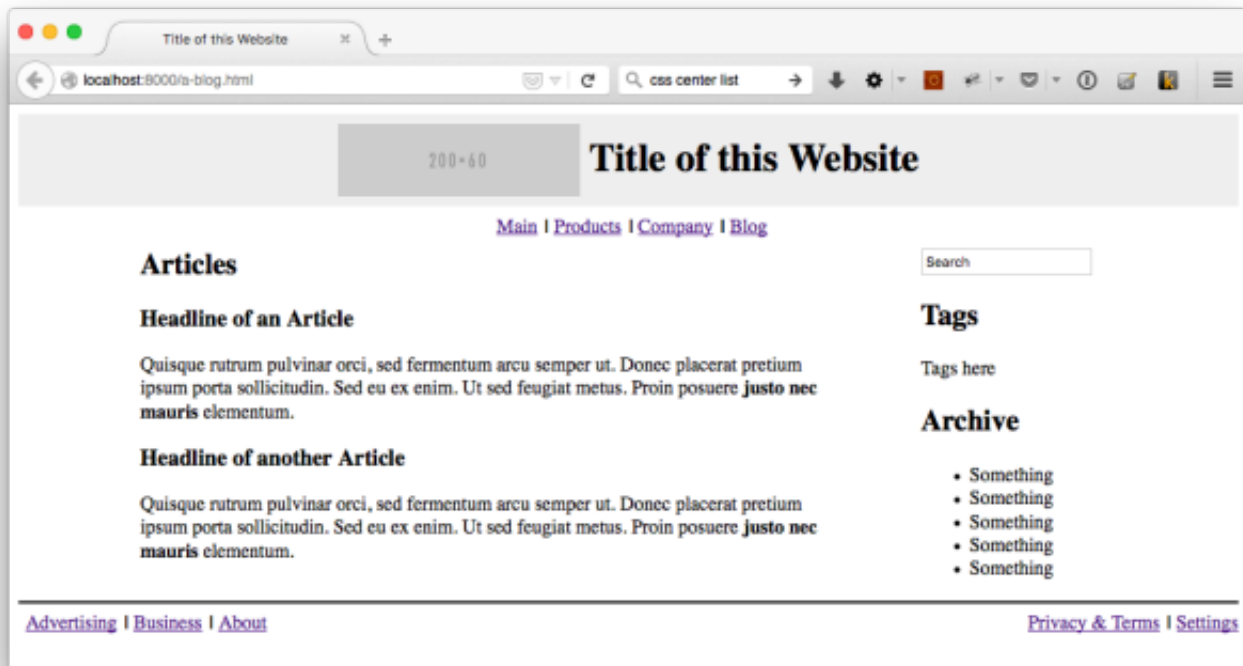 Title of this Website
localhost:8000/a-blog.html
css center list
200×60
Title of this Website
Main | Products | Company | Blog
Articles
Headline of an Article
Quisque rutrum pulvinar orci, sed fermentum arcu semper ut. Donec placerat pretium
ipsum porta sollicitudin. Sed eu ex enim. Ut sed feugiat metus. Proin posuere justo nec
mauris elementum.
Headline of another Article
Quisque rutrum pulvinar orci, sed fermentum arcu semper ut. Donec placerat pretium
ipsum porta sollicitudin. Sed eu ex enim. Ut sed feugiat metus. Proin posuere justo nec
mauris elementum.
Search
Tags
Tags here
Archive
• Something
• Something
• Something
• Something
• Something
Advertising | Business | About
Privacy & Terms | Settings